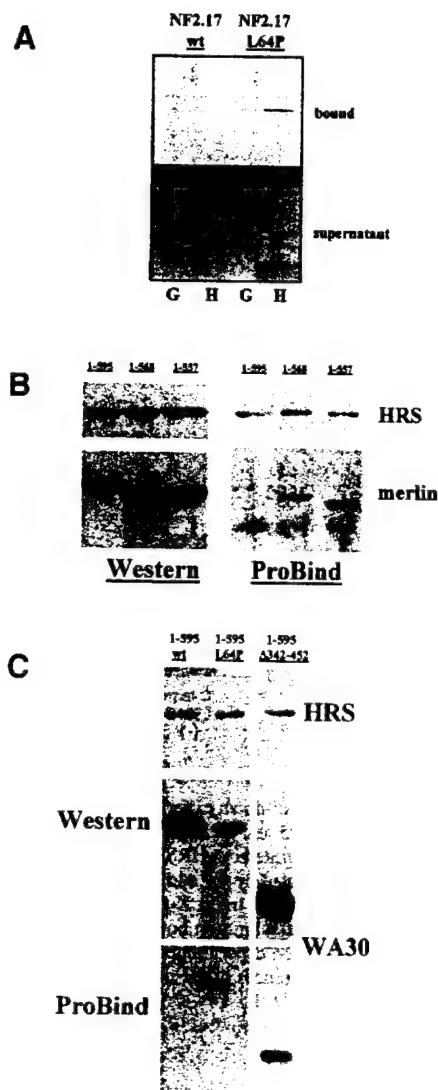 A
NF2.17 NF2.17
wt L64P
bound
supernatant
G H G H
B
1-595 1-568 1-557 1-595 1-568 1-557
HRS
merlin
Western ProBind
C
1-595 1-595 1-595
wt L64P Δ342-452
HRS
Western
WA30
ProBind